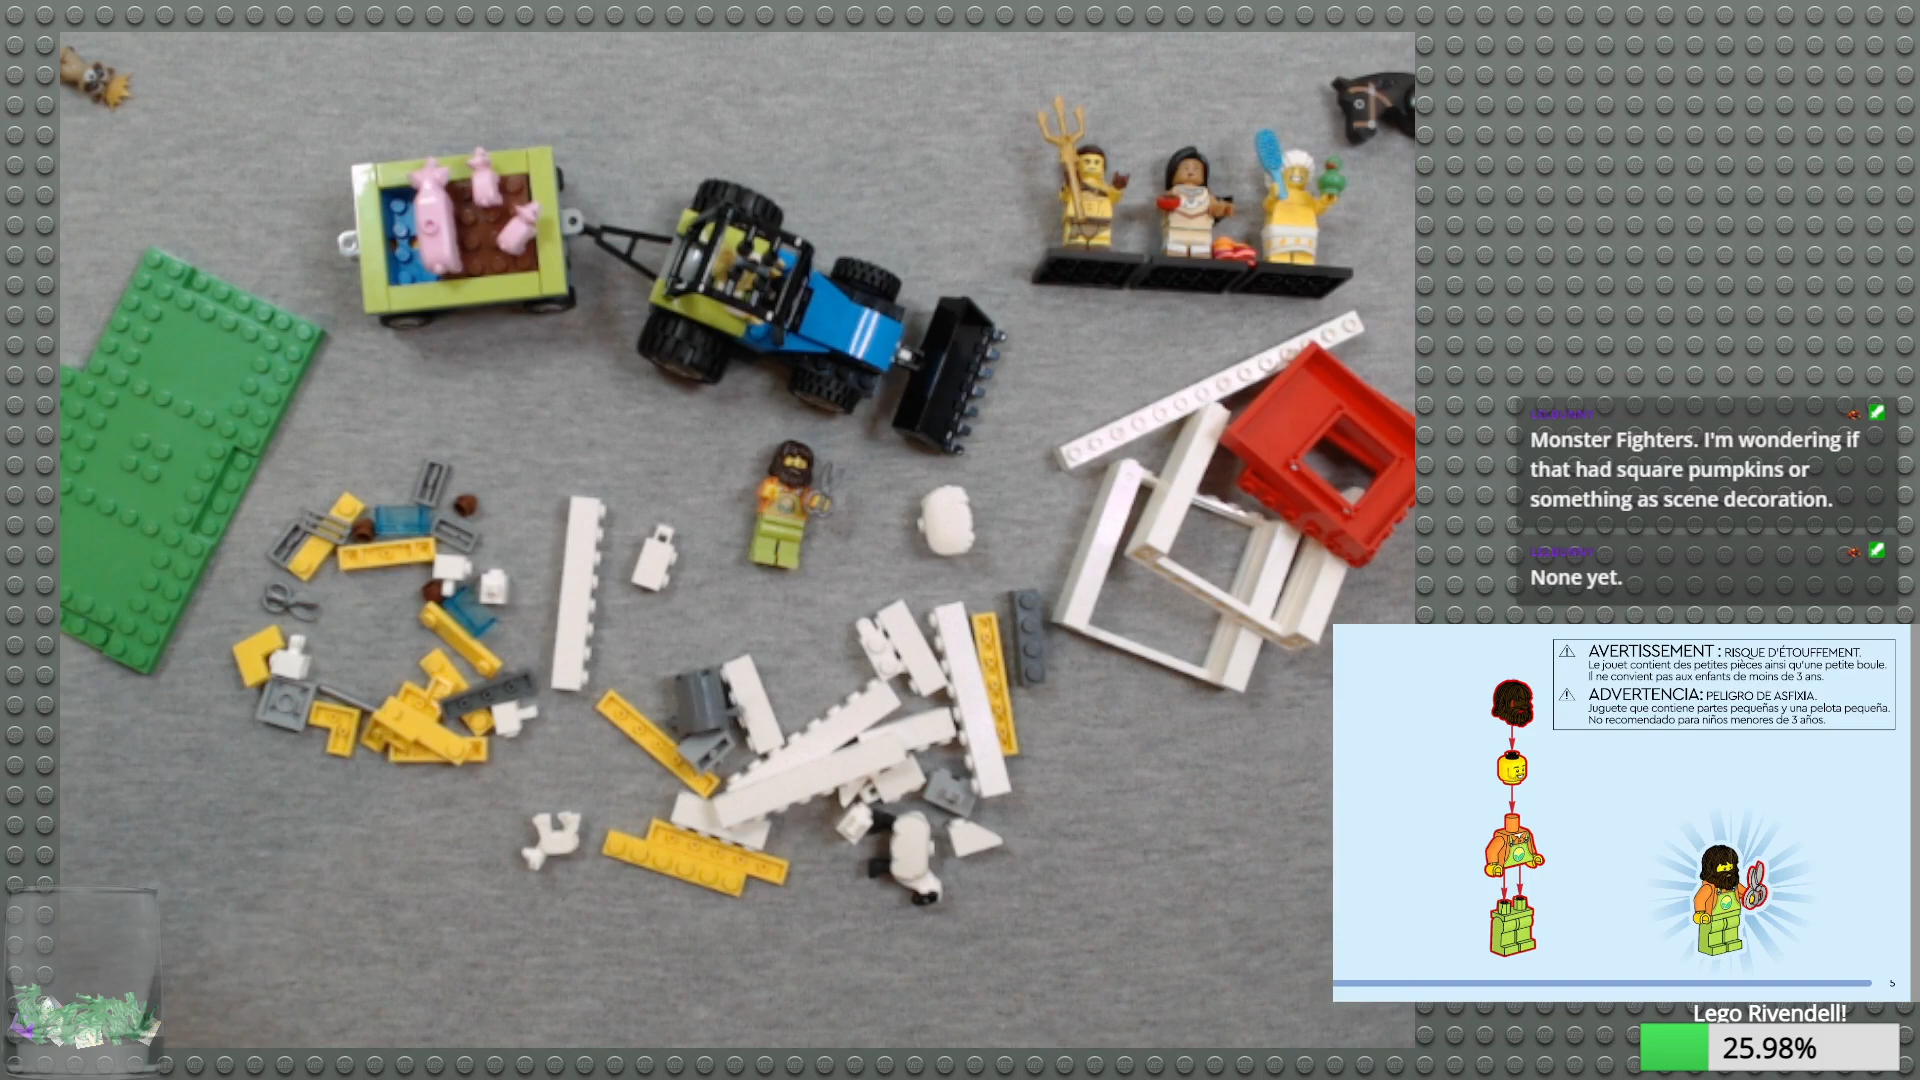 Monster Fighters. I'm wondering if
that had square pumpkins or
something as scene decoration.
None yet.
AVERTISSEMENT : RISQUE D'ÉTOUFFEMENT.
Le jouet contient des petites pièces ainsi qu'une petite boule.
Il ne convient pas aux enfants de moins de 3 ans.
ADVERTENCIA: PELIGRO DE ASFIXIA.
Juguete que contiene partes pequeñas y una pelota pequeña.
No recomendado para niños menores de 3 años.
5
Lego Rivendell!
25.98%